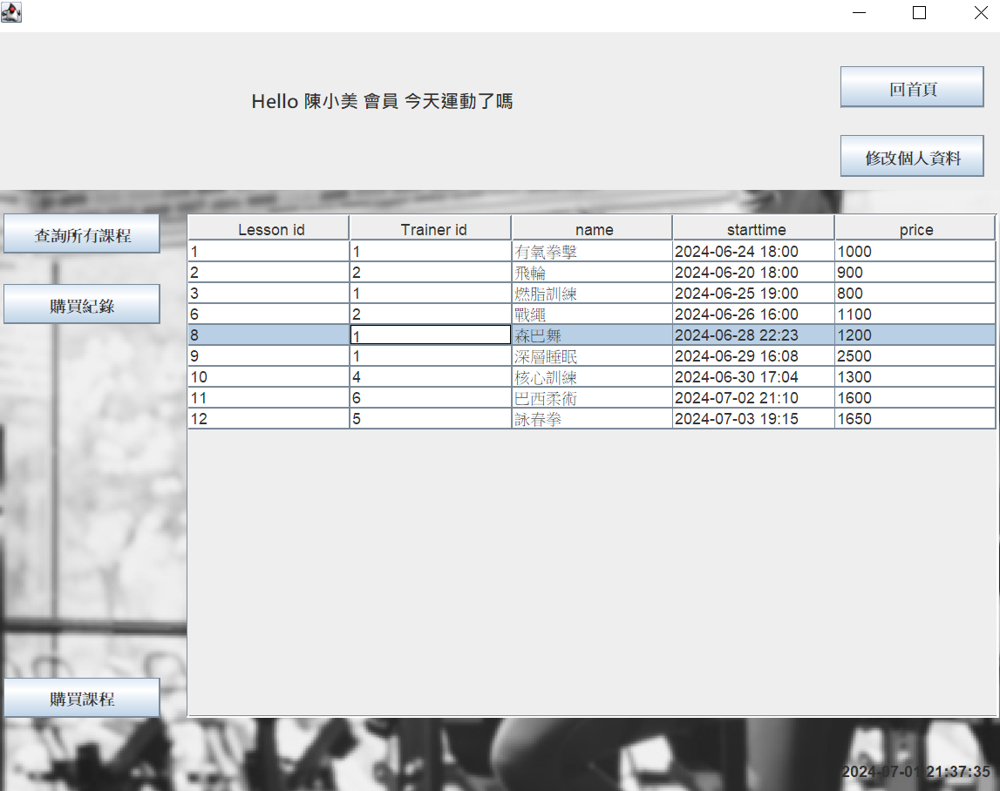 回首頁
Hello 陳小美 會員 今天運動了嗎
修改個人資料
查詢所有課程
購買紀錄
購買課程
Lesson id Trainer id name starttime price
1 1 有氧拳擊 2024-06-24 18:00 1000
2 2 飛輪 2024-06-20 18:00 900
3 1 燃脂訓練 2024-06-25 19:00 800
6 2 戰繩 2024-06-26 16:00 1100
8 1 森巴舞 2024-06-28 22:23 1200
9 1 深層睡眠 2024-06-29 16:08 2500
10 4 核心訓練 2024-06-30 17:04 1300
11 6 巴西柔術 2024-07-02 21:10 1600
12 5 詠春拳 2024-07-03 19:15 1650
2024-07-01 21:37:35